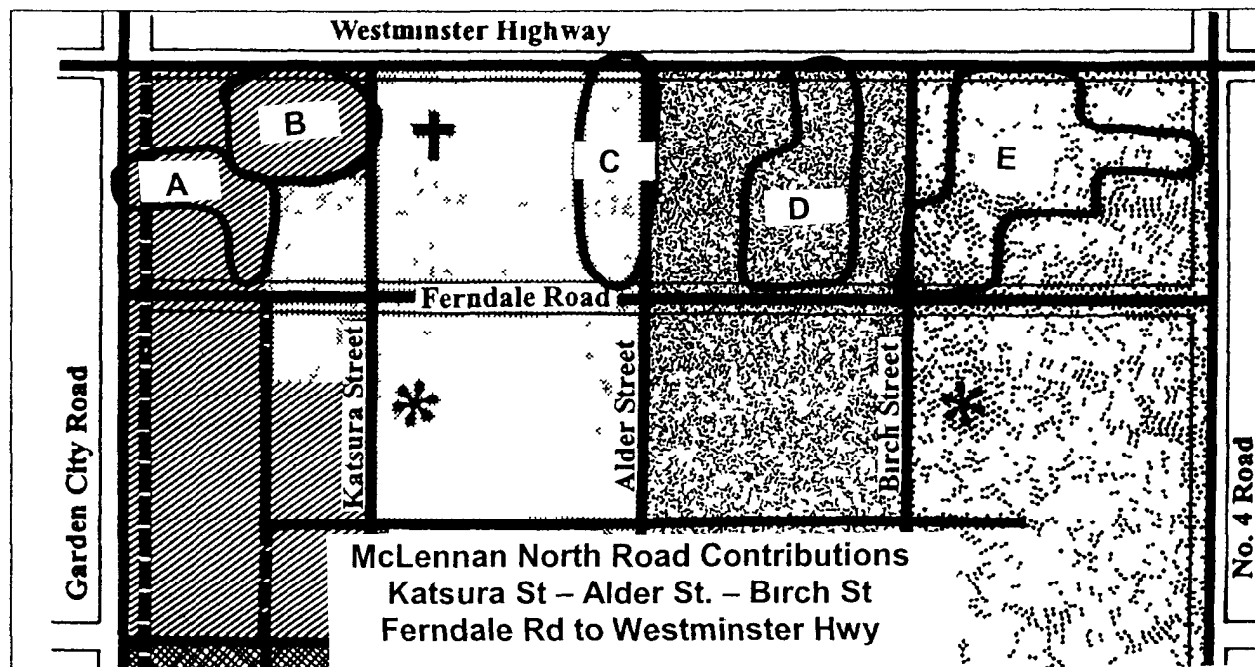 Westminster Highway
B
A
C
E
D
Ferndale Road
Garden City Road
Katsura Street
Alder Street
Birch Street
No. 4 Road
McLennan North Road Contributions
Katsura St – Alder St. – Birch St
Ferndale Rd to Westminster Hwy